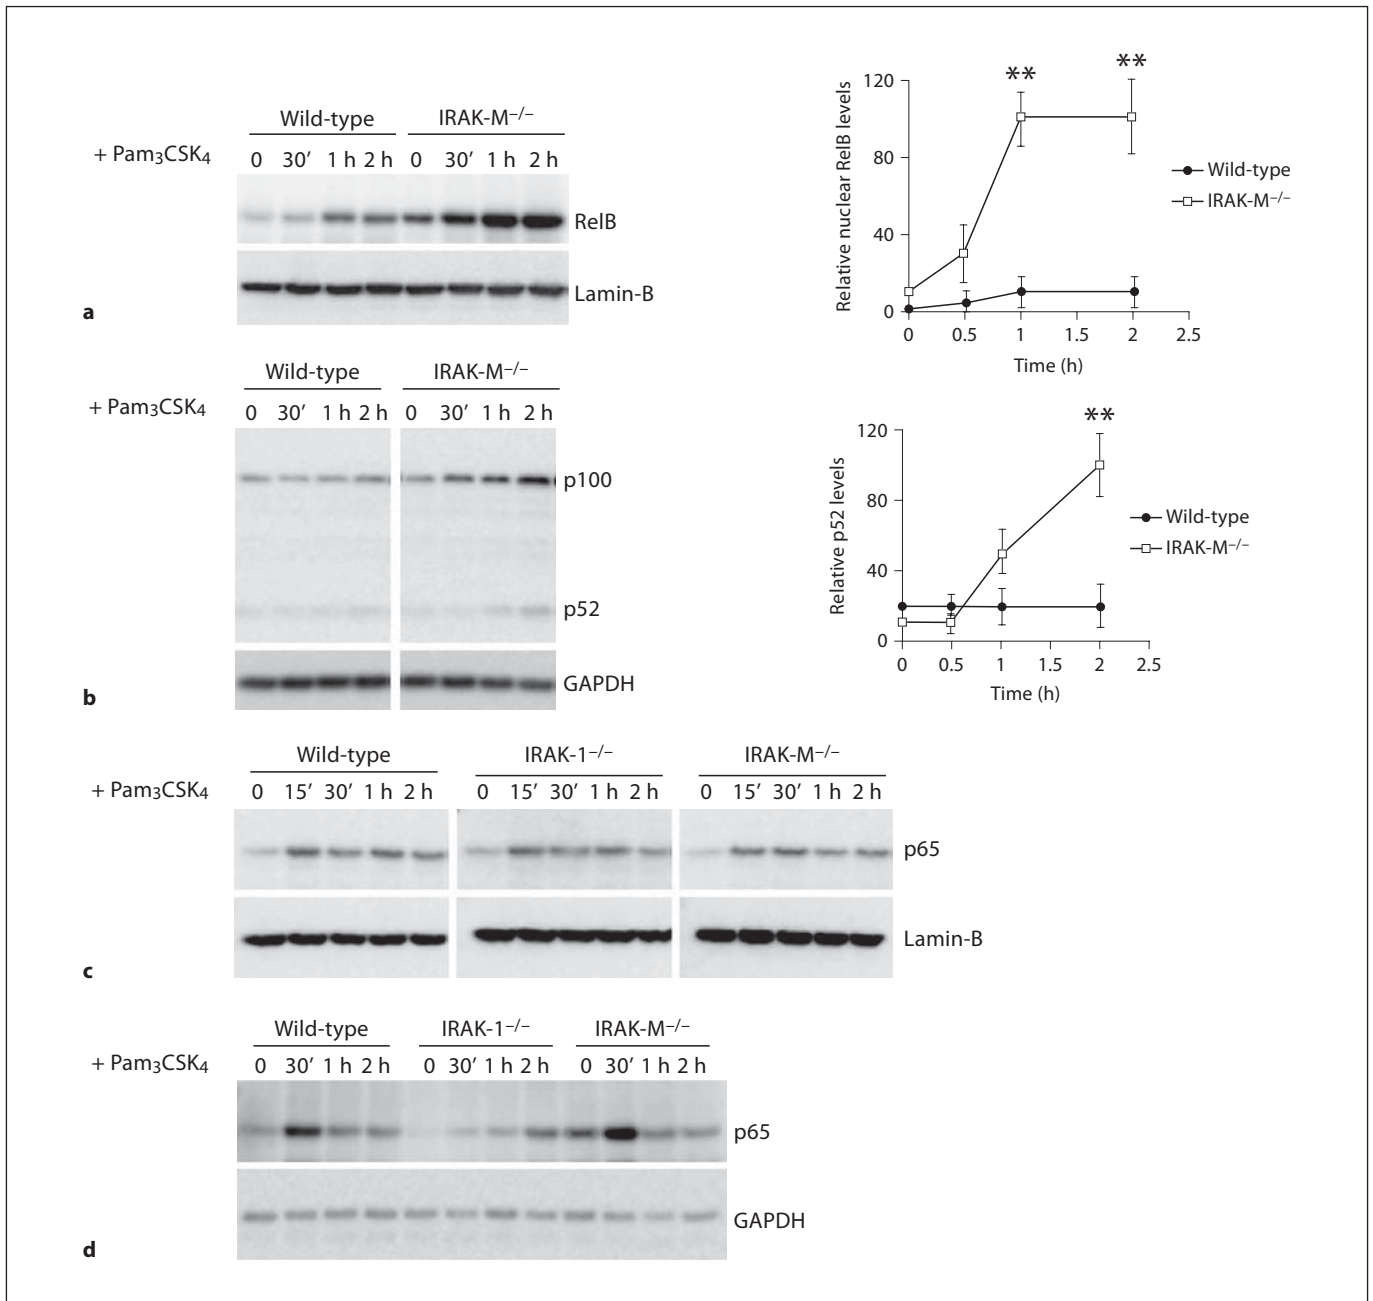 Wild-type IRAK-M–/–
+ Pam3CSK4 0 30′ 1 h 2 h 0 30′ 1 h 2 h
RelB
Lamin-B
a
**
**
120
80
40
0
Relative nuclear RelB levels
0 0.5 1 1.5 2 2.5
Time (h)
Wild-type
IRAK-M–/–
Wild-type IRAK-M–/–
+ Pam3CSK4 0 30′ 1 h 2 h 0 30′ 1 h 2 h
p100
p52
GAPDH
b
**
120
80
40
0
Relative p52 levels
0 0.5 1 1.5 2 2.5
Time (h)
Wild-type
IRAK-M–/–
Wild-type IRAK-1–/– IRAK-M–/–
+ Pam3CSK4 0 15′ 30′ 1 h 2 h 0 15′ 30′ 1 h 2 h 0 15′ 30′ 1 h 2 h
p65
Lamin-B
c
Wild-type IRAK-1–/– IRAK-M–/–
+ Pam3CSK4 0 30′ 1 h 2 h 0 30′ 1 h 2 h 0 30′ 1 h 2 h
p65
GAPDH
d